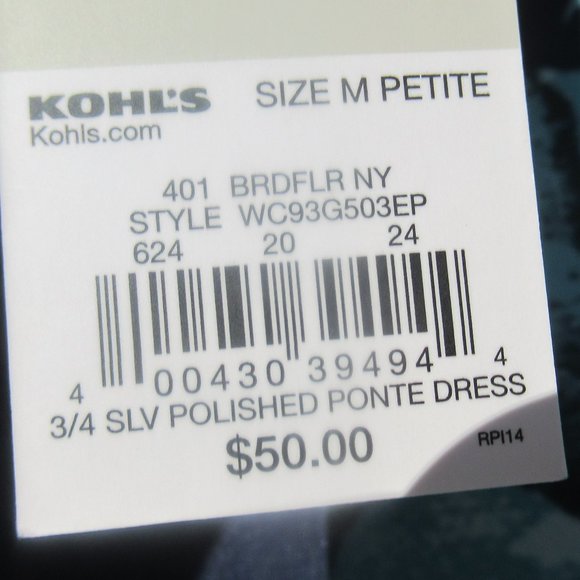 KOHL'S SIZE M PETITE
Kohls.com
401 BRDFLR NY
STYLE WC93G503EP
624 20 24
4 00430 39494 4
3/4 SLV POLISHED PONTE DRESS
$50.00 RPI14